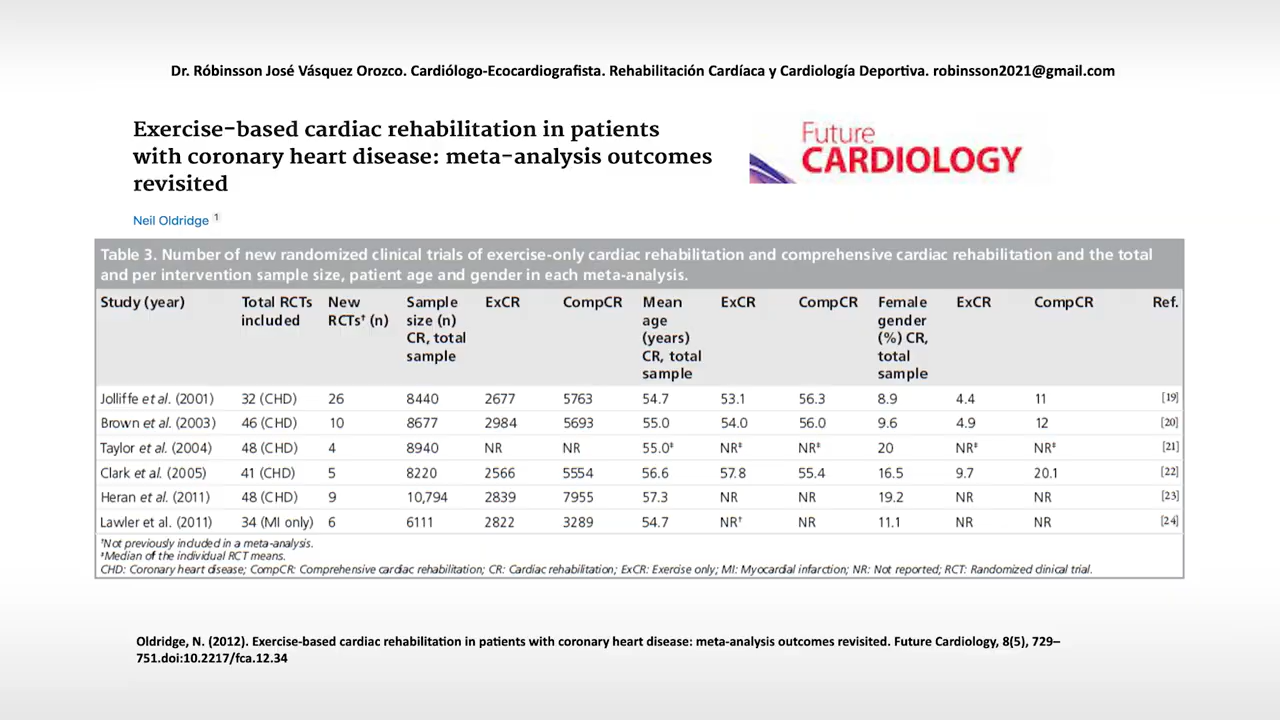 Dr. Róbinsson José Vásquez Orozco. Cardiólogo-Ecocardiografista. Rehabilitación Cardíaca y Cardiología Deportiva. robinsson2021@gmail.com
Exercise-based cardiac rehabilitation in patients
with coronary heart disease: meta-analysis outcomes
revisited
Future
CARDIOLOGY
Neil Oldridge 1
Table 3. Number of new randomized clinical trials of exercise-only cardiac rehabilitation and comprehensive cardiac rehabilitation and the total
and per intervention sample size, patient age and gender in each meta-analysis.
Study (year) Total RCTs included New RCTs† (n) Sample size (n) CR, total sample ExCR CompCR Mean age (years) CR, total sample ExCR CompCR Female gender (%) CR, total sample ExCR CompCR Ref.
Jolliffe et al. (2001) 32 (CHD) 26 8440 2677 5763 54.7 53.1 56.3 8.9 4.4 11 [19]
Brown et al. (2003) 46 (CHD) 10 8677 2984 5693 55.0 54.0 56.0 9.6 4.9 12 [20]
Taylor et al. (2004) 48 (CHD) 4 8940 NR NR 55.0‡ NR‡ NR‡ 20 NR‡ NR‡ [21]
Clark et al. (2005) 41 (CHD) 5 8220 2566 5554 56.6 57.8 55.4 16.5 9.7 20.1 [22]
Heran et al. (2011) 48 (CHD) 9 10,794 2839 7955 57.3 NR NR 19.2 NR NR [23]
Lawler et al. (2011) 34 (MI only) 6 6111 2822 3289 54.7 NR† NR 11.1 NR NR [24]
†Not previously included in a meta-analysis.
‡Median of the individual RCT means.
CHD: Coronary heart disease; CompCR: Comprehensive cardiac rehabilitation; CR: Cardiac rehabilitation; ExCR: Exercise only; MI: Myocardial infarction; NR: Not reported; RCT: Randomized clinical trial.
Oldridge, N. (2012). Exercise-based cardiac rehabilitation in patients with coronary heart disease: meta-analysis outcomes revisited. Future Cardiology, 8(5), 729–
751.doi:10.2217/fca.12.34